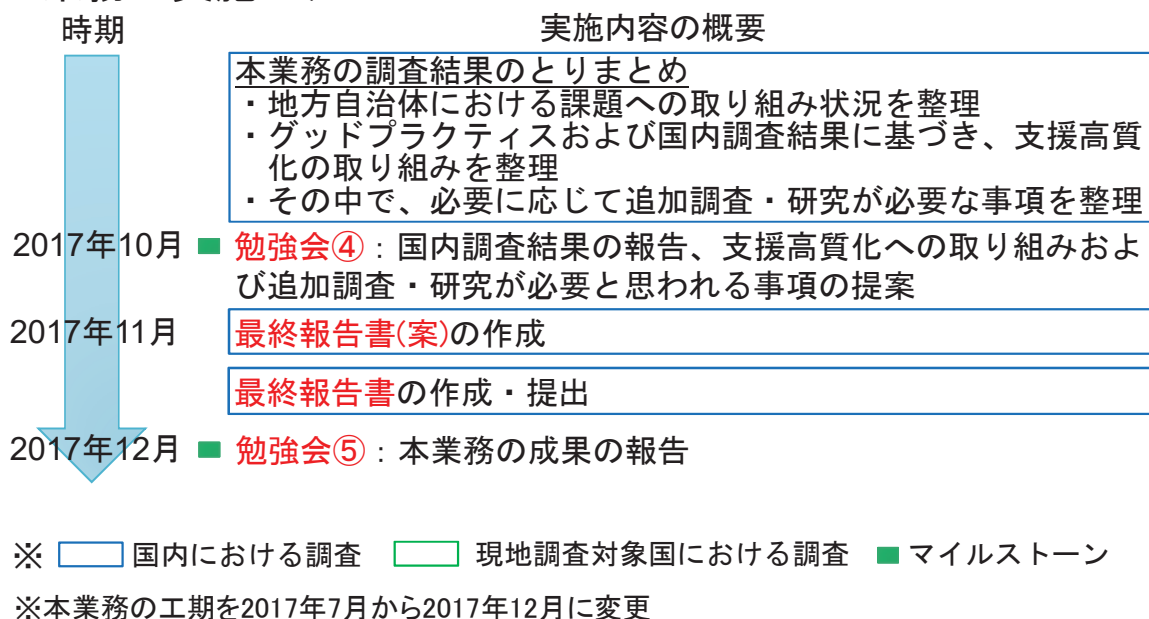 時期 実施内容の概要
本業務の調査結果のとりまとめ
・地方自治体における課題への取り組み状況を整理
・グッドプラクティスおよび国内調査結果に基づき、支援高質
化の取り組みを整理
・その中で、必要に応じて追加調査・研究が必要な事項を整理
2017年10月 ■ 勉強会④：国内調査結果の報告、支援高質化への取り組みおよ
び追加調査・研究が必要と思われる事項の提案
2017年11月 最終報告書(案)の作成
最終報告書の作成・提出
2017年12月 ■ 勉強会⑤：本業務の成果の報告
※ 国内における調査 現地調査対象国における調査 ■ マイルストーン
※本業務の工期を2017年7月から2017年12月に変更